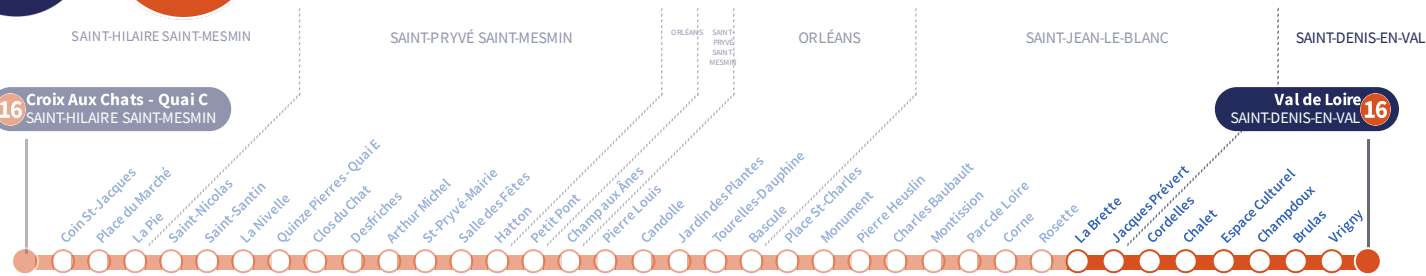 SAINT-HILAIRE SAINT-MESMIN
SAINT-PRYVÉ SAINT-MESMIN
ORLÉANS
SAINT-
PRYVÉ
SAINT-
MESMIN
ORLÉANS
SAINT-JEAN-LE-BLANC
SAINT-DENIS-EN-VAL
16
Croix Aux Chats - Quai C
SAINT-HILAIRE SAINT-MESMIN
Val de Loire
SAINT-DENIS-EN-VAL
16
Coin St-Jacques
Place du Marché
La Pie
Saint-Nicolas
Saint-Santin
La Nivelle
Quinze Pierres - Quai E
Clos du Chat
Desfriches
Arthur Michel
St-Pryvé-Mairie
Salle des Fêtes
Hatton
Petit Pont
Champ aux Ânes
Pierre Louis
Candolle
Jardin des Plantes
Tourelles-Dauphine
Bascule
Place St-Charles
Monument
Pierre Heuslin
Charles Baubault
Montission
Parc de Loire
Corne
Rosette
La Brette
Jacques Prévert
Cordelles
Chalet
Espace Culturel
Champdoux
Brulas
Vrigny